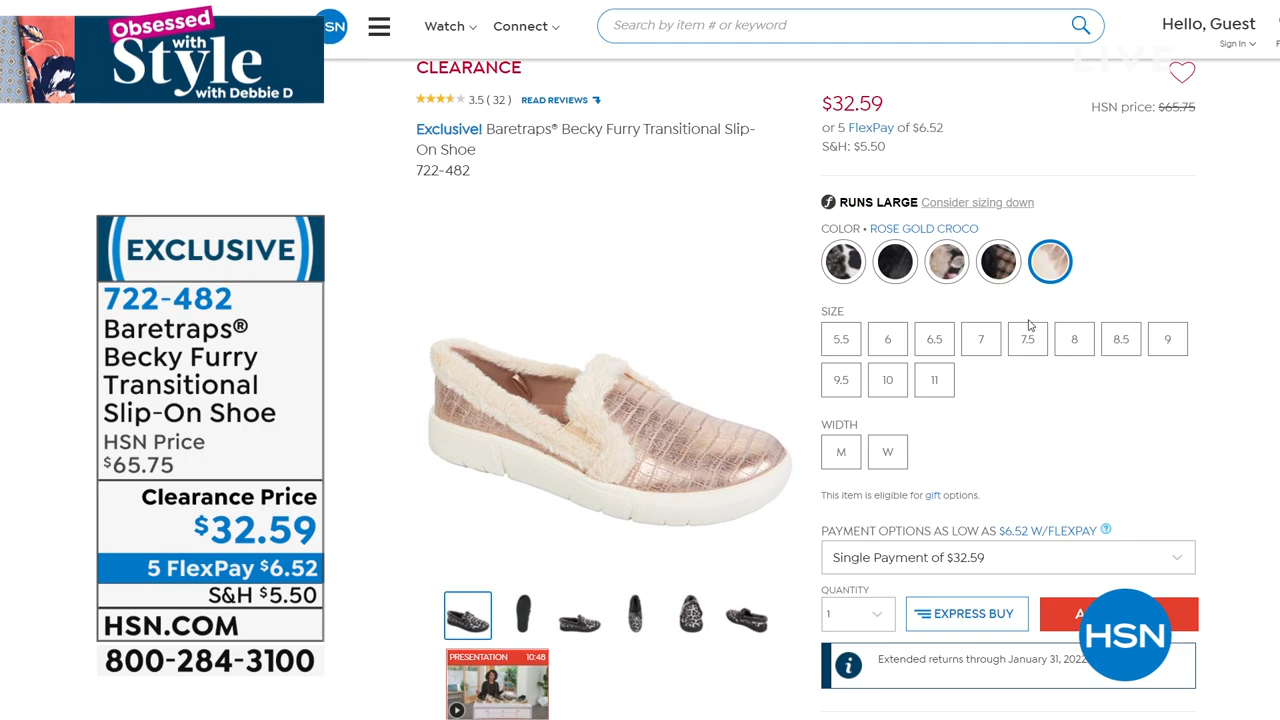 Obsessed
with
Style
with Debbie D
HSN
Watch
Connect
Search by item # or keyword
Hello, Guest
Sign In
LIVE
CLEARANCE
3.5 ( 32 )
READ REVIEWS
Exclusive! Baretraps® Becky Furry Transitional Slip-
On Shoe
722-482
$32.59
HSN price: $65.75
or 5 FlexPay of $6.52
S&H: $5.50
RUNS LARGE Consider sizing down
COLOR • ROSE GOLD CROCO
SIZE
5.5 6 6.5 7 7.5 8 8.5 9
9.5 10 11
WIDTH
M W
This item is eligible for gift options.
PAYMENT OPTIONS AS LOW AS $6.52 W/FLEXPAY ?
Single Payment of $32.59
QUANTITY
1
EXPRESS BUY
A
HSN
Extended returns through January 31, 2022
PRESENTATION 10:48
EXCLUSIVE
722-482
Baretraps®
Becky Furry
Transitional
Slip-On Shoe
HSN Price
$65.75
Clearance Price
$32.59
5 FlexPay $6.52
S&H $5.50
HSN.COM
800-284-3100